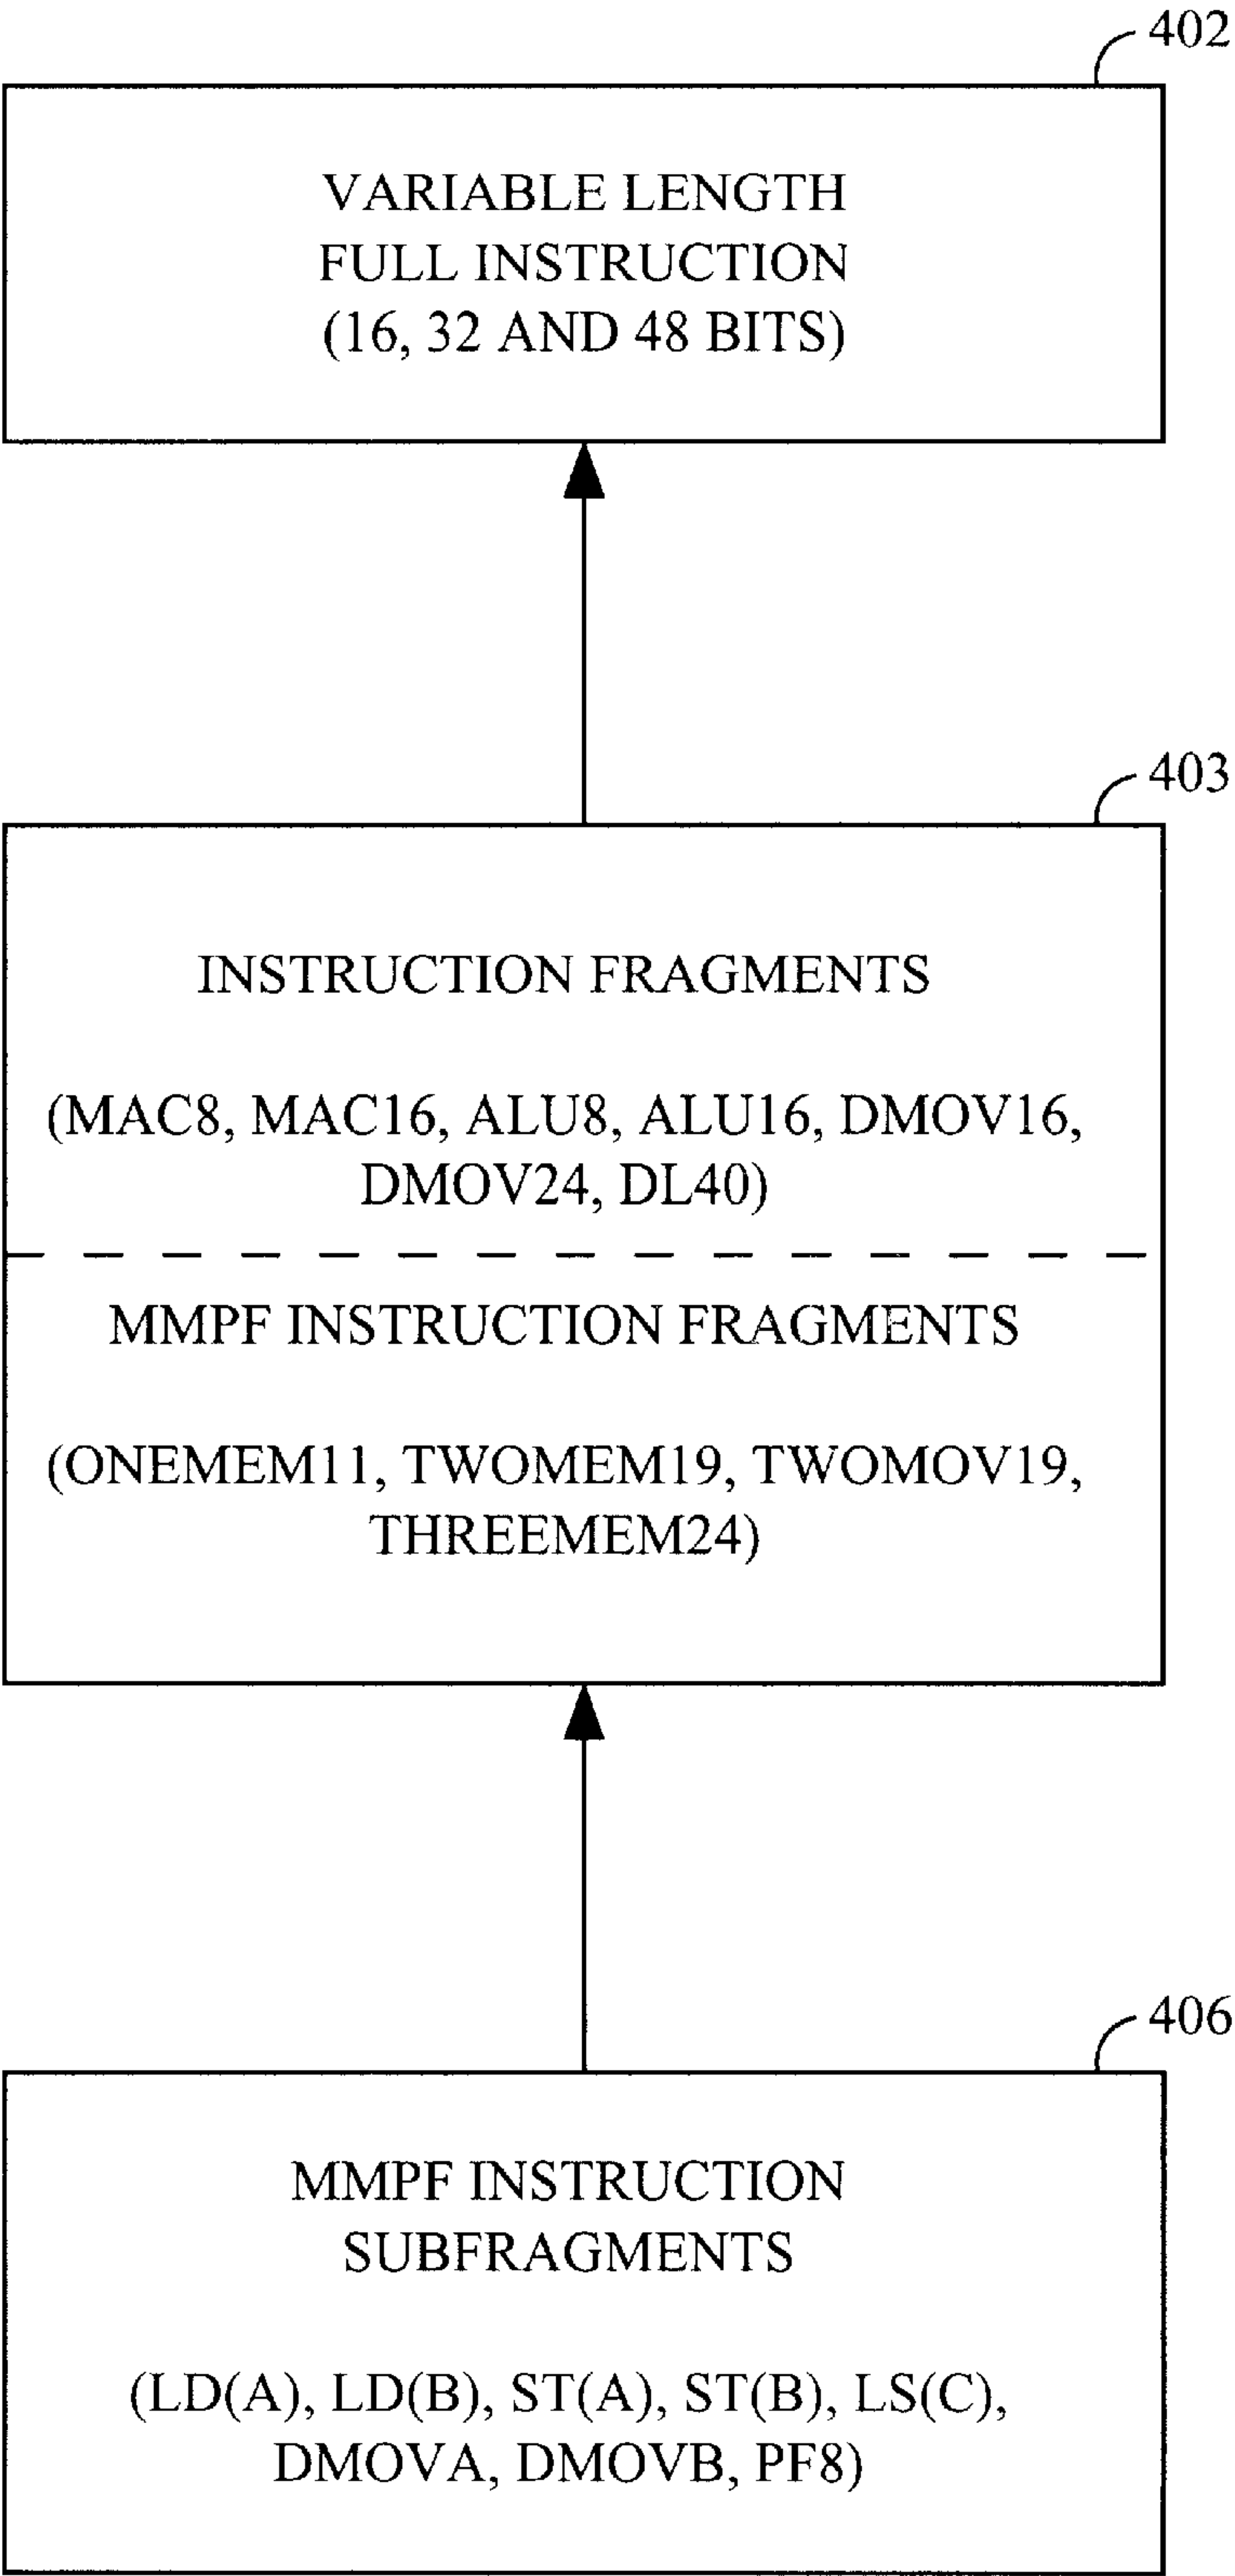 402
VARIABLE LENGTH
FULL INSTRUCTION
(16, 32 AND 48 BITS)
403
INSTRUCTION FRAGMENTS
(MAC8, MAC16, ALU8, ALU16, DMOV16,
DMOV24, DL40)
MMPF INSTRUCTION FRAGMENTS
(ONEMEM11, TWOMEM19, TWOMOV19,
THREEMEM24)
406
MMPF INSTRUCTION
SUBFRAGMENTS
(LD(A), LD(B), ST(A), ST(B), LS(C),
DMOVA, DMOVB, PF8)